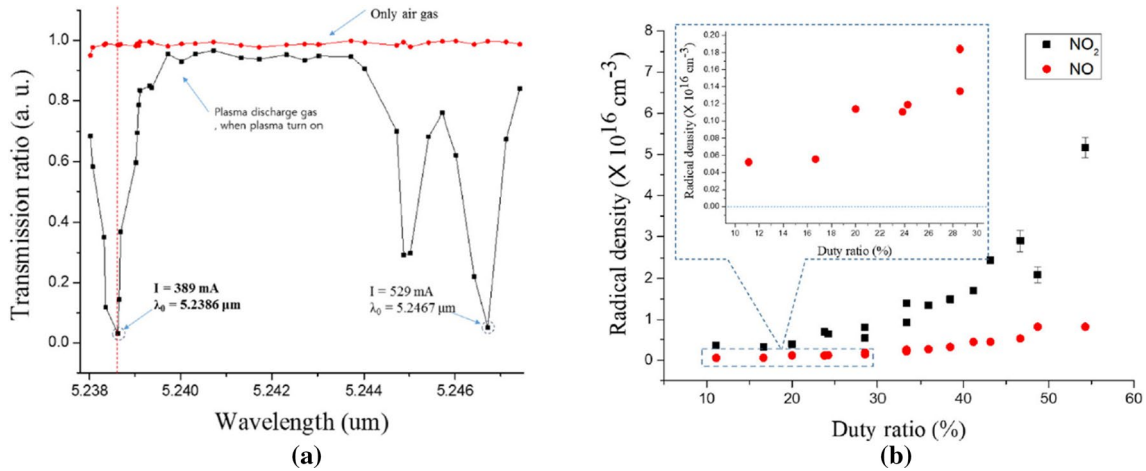 Only air gas
Plasma discharge gas
, when plasma turn on
I = 389 mA
λ₀ = 5.2386 μm
I = 529 mA
λ₀ = 5.2467 μm
Transmission ratio (a. u.)
1.0
0.8
0.6
0.4
0.2
0.0
5.238
5.240
5.242
5.244
5.246
Wavelength (um)
(a)
NO₂
NO
Radical density (X 10¹⁶ cm⁻³)
8
7
6
5
4
3
2
1
0
Radical density (X 10¹⁶ cm⁻³)
0.20
0.18
0.16
0.14
0.12
0.10
0.08
0.06
0.04
0.02
0.00
10 12 14 16 18 20 22 24 26 28 30
Duty ratio (%)
10 20 30 40 50 60
Duty ratio (%)
(b)